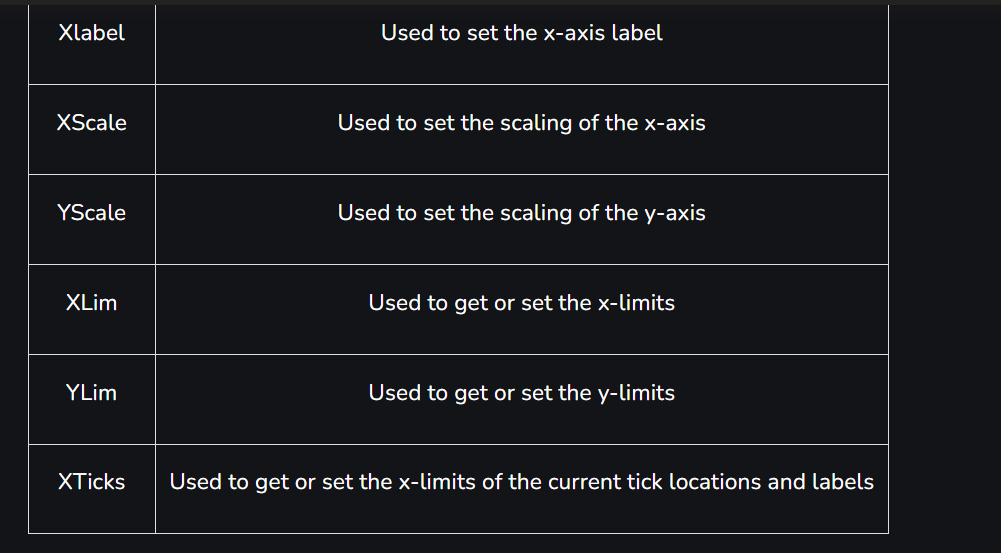 Xlabel Used to set the x-axis label
XScale Used to set the scaling of the x-axis
YScale Used to set the scaling of the y-axis
XLim Used to get or set the x-limits
YLim Used to get or set the y-limits
XTicks Used to get or set the x-limits of the current tick locations and labels